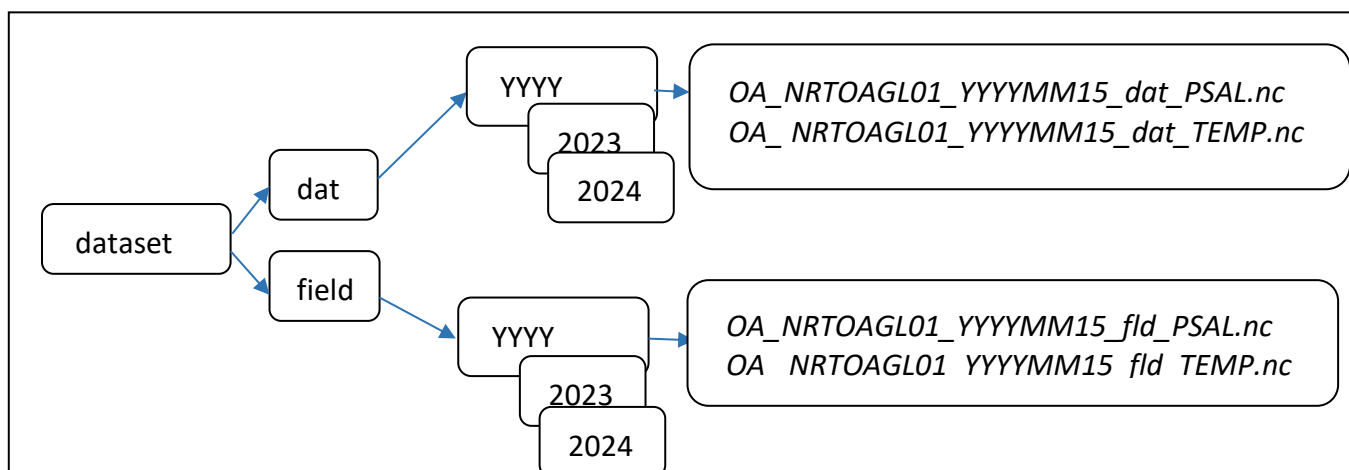 dataset
dat
YYYY
2023
2024
OA_NRTOAGL01_YYYYMM15_dat_PSAL.nc
OA_ NRTOAGL01_YYYYMM15_dat_TEMP.nc
field
YYYY
2023
2024
OA_NRTOAGL01_YYYYMM15_fld_PSAL.nc
OA   NRTOAGL01  YYYYMM15  fld  TEMP.nc